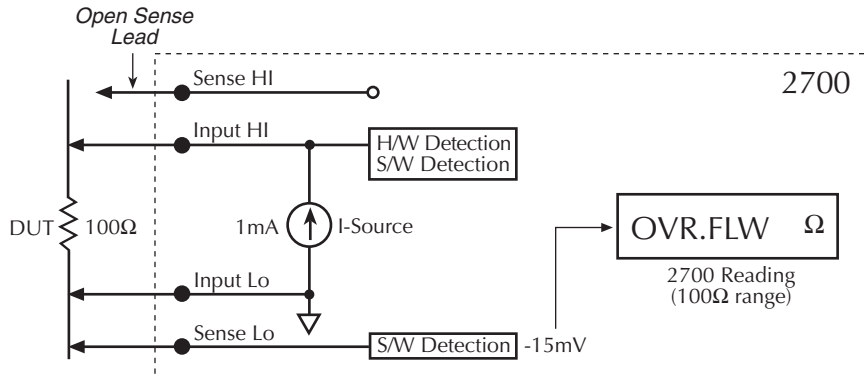 Open Sense
Lead
Sense HI
2700
Input HI
H/W Detection
S/W Detection
DUT
100Ω
1mA
I-Source
OVR.FLW Ω
2700 Reading
(100Ω range)
Input Lo
Sense Lo
S/W Detection
-15mV